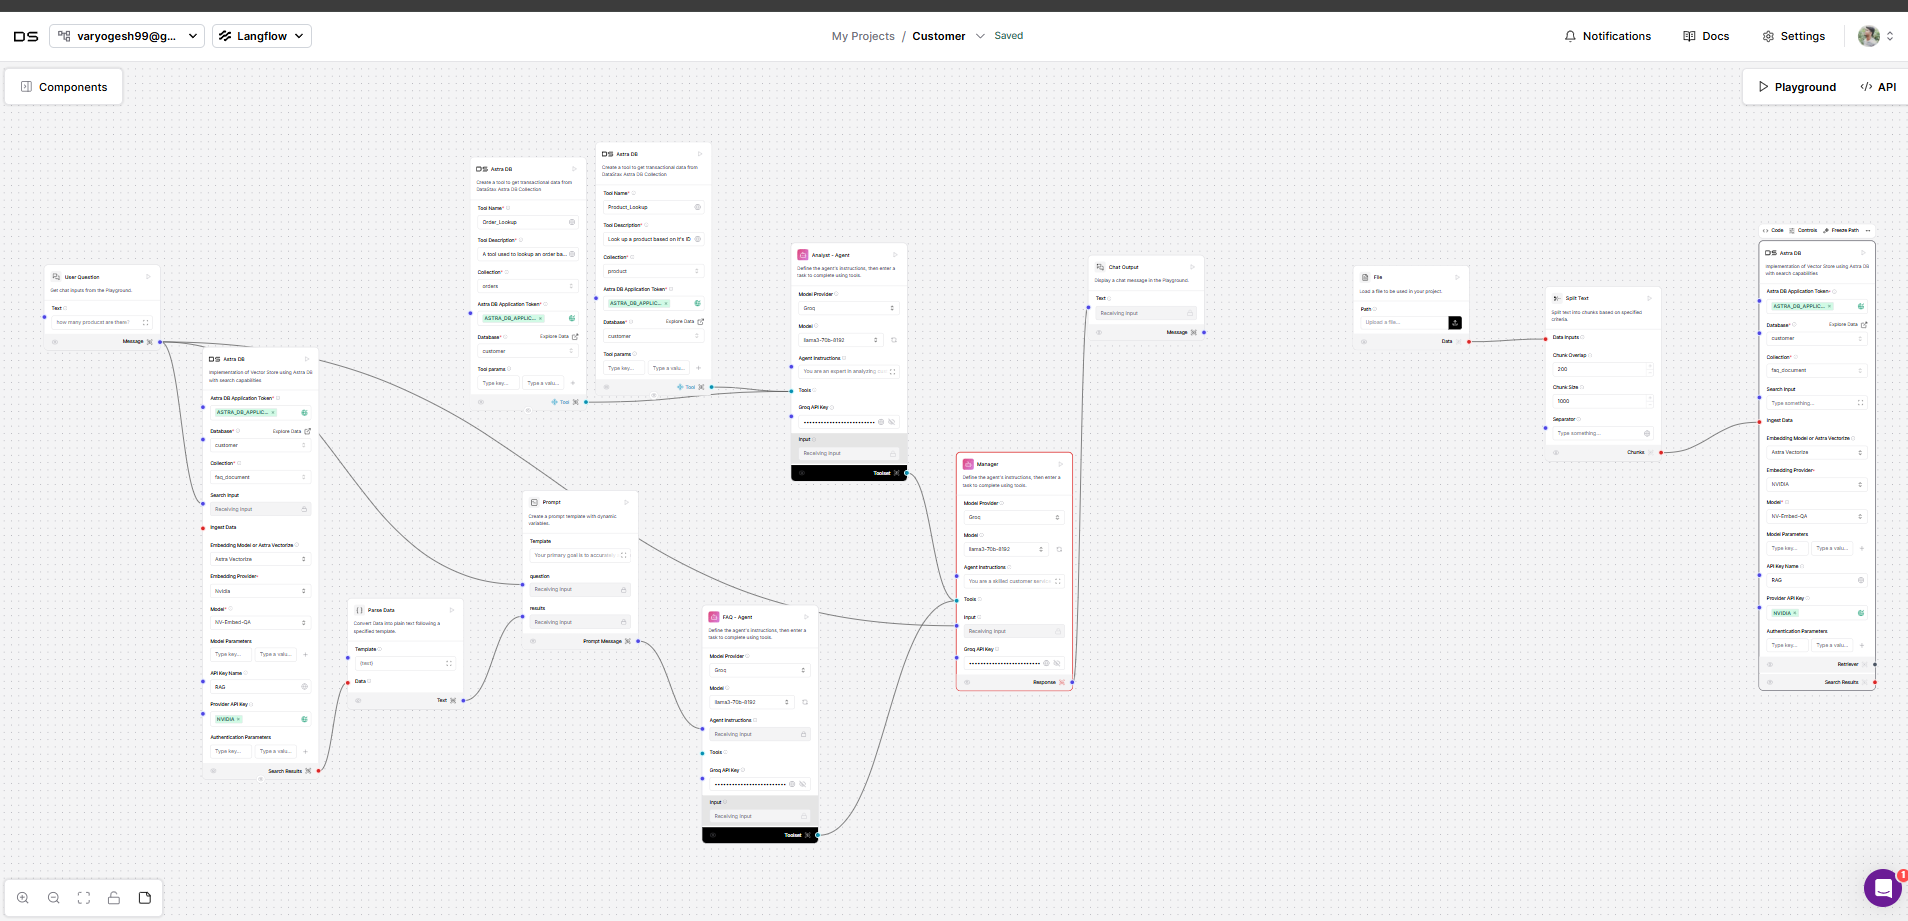 DS
varyogesh99@g...
Langflow
My Projects / Customer
Saved
Notifications
Docs
Settings
Components
Playground
API
User Question
Get chat inputs from the Playground.
Text
how many producst are there?
Message
DS Astra DB
Implementation of Vector Store using Astra DB
with search capabilities
Astra DB Application Token*
ASTRA_DB_APPLIC... ×
Database*
Explore Data
customer
Collection*
faq_document
Search Input
Receiving input
Ingest Data
Embedding Model or Astra Vectorize
Astra Vectorize
Embedding Provider*
Nvidia
Model*
NV-Embed-QA
Model Parameters
Type key...
Type a valu...
API Key Name
RAG
Provider API Key
NVIDIA ×
Authentication Parameters
Type key...
Type a valu...
Search Results
Parse Data
Convert Data into plain text following a
specified template.
Template
{text}
Data
Text
DS Astra DB
Create a tool to get transactional data from
DataStax Astra DB Collection
Tool Name*
Order_Lookup
Tool Description*
A tool used to lookup an order ba...
Collection*
orders
Astra DB Application Token*
ASTRA_DB_APPLIC... ×
Database*
Explore Data
customer
Tool params
Type key...
Type a valu...
Tool
DS Astra DB
Create a tool to get transactional data from
DataStax Astra DB Collection
Tool Name*
Product_Lookup
Tool Description*
Look up a product based on it's ID
Collection*
product
Astra DB Application Token*
ASTRA_DB_APPLIC... ×
Database*
Explore Data
customer
Tool params
Type key...
Type a valu...
Tool
Prompt
Create a prompt template with dynamic
variables.
Template
Your primary goal is to accurately
question
Receiving input
results
Receiving input
Prompt Message
FAQ - Agent
Define the agent's instructions, then enter a
task to complete using tools.
Model Provider
Groq
Model
llama3-70b-8192
Agent Instructions
Receiving input
Tools
Groq API Key
Input
Receiving input
Toolset
Analyst - Agent
Define the agent's instructions, then enter a
task to complete using tools.
Model Provider
Groq
Model
llama3-70b-8192
Agent Instructions
You are an expert in analyzing
Tools
Groq API Key
Input
Receiving input
Toolset
Manager
Define the agent's instructions, then enter a
task to complete using tools.
Model Provider
Groq
Model
llama3-70b-8192
Agent Instructions
You are a skilled customer
Tools
Input
Receiving input
Groq API Key
Response
Chat Output
Display a chat message in the Playground.
Text
Receiving input
Message
File
Load a file to be used in your project.
Path
Upload a file...
Data
Split Text
Split text into chunks based on specified
criteria.
Data Inputs
Chunk Overlap
200
Chunk Size
1000
Separator
Type something...
Chunks
Code
Controls
Freeze Path
DS Astra DB
Implementation of Vector Store using Astra DB
with search capabilities
Astra DB Application Token*
ASTRA_DB_APPLIC... ×
Database*
Explore Data
customer
Collection*
faq_document
Search Input
Type something...
Ingest Data
Embedding Model or Astra Vectorize
Astra Vectorize
Embedding Provider*
NVIDIA
Model*
NV-Embed-QA
Model Parameters
Type key...
Type a valu...
API Key Name
RAG
Provider API Key
NVIDIA ×
Authentication Parameters
Type key...
Type a valu...
Retriever
Search Results
1